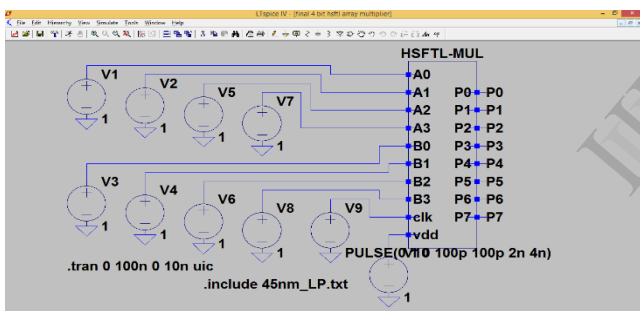 LTspice IV - [final 4 bit hsftl array multiplier]
File Edit Hierarchy View Simulate Tools Window Help
HSFTL-MUL
V1
V2
V5
V7
1
1
1
1
V3
V4
V6
V8
V9
1
1
1
1
1
A0
A1
A2
A3
B0
B1
B2
B3
clk
vdd
P0 P0
P1 P1
P2 P2
P3 P3
P4 P4
P5 P5
P6 P6
P7 P7
.tran 0 100n 0 10n uic
.include 45nm_LP.txt
V10
1